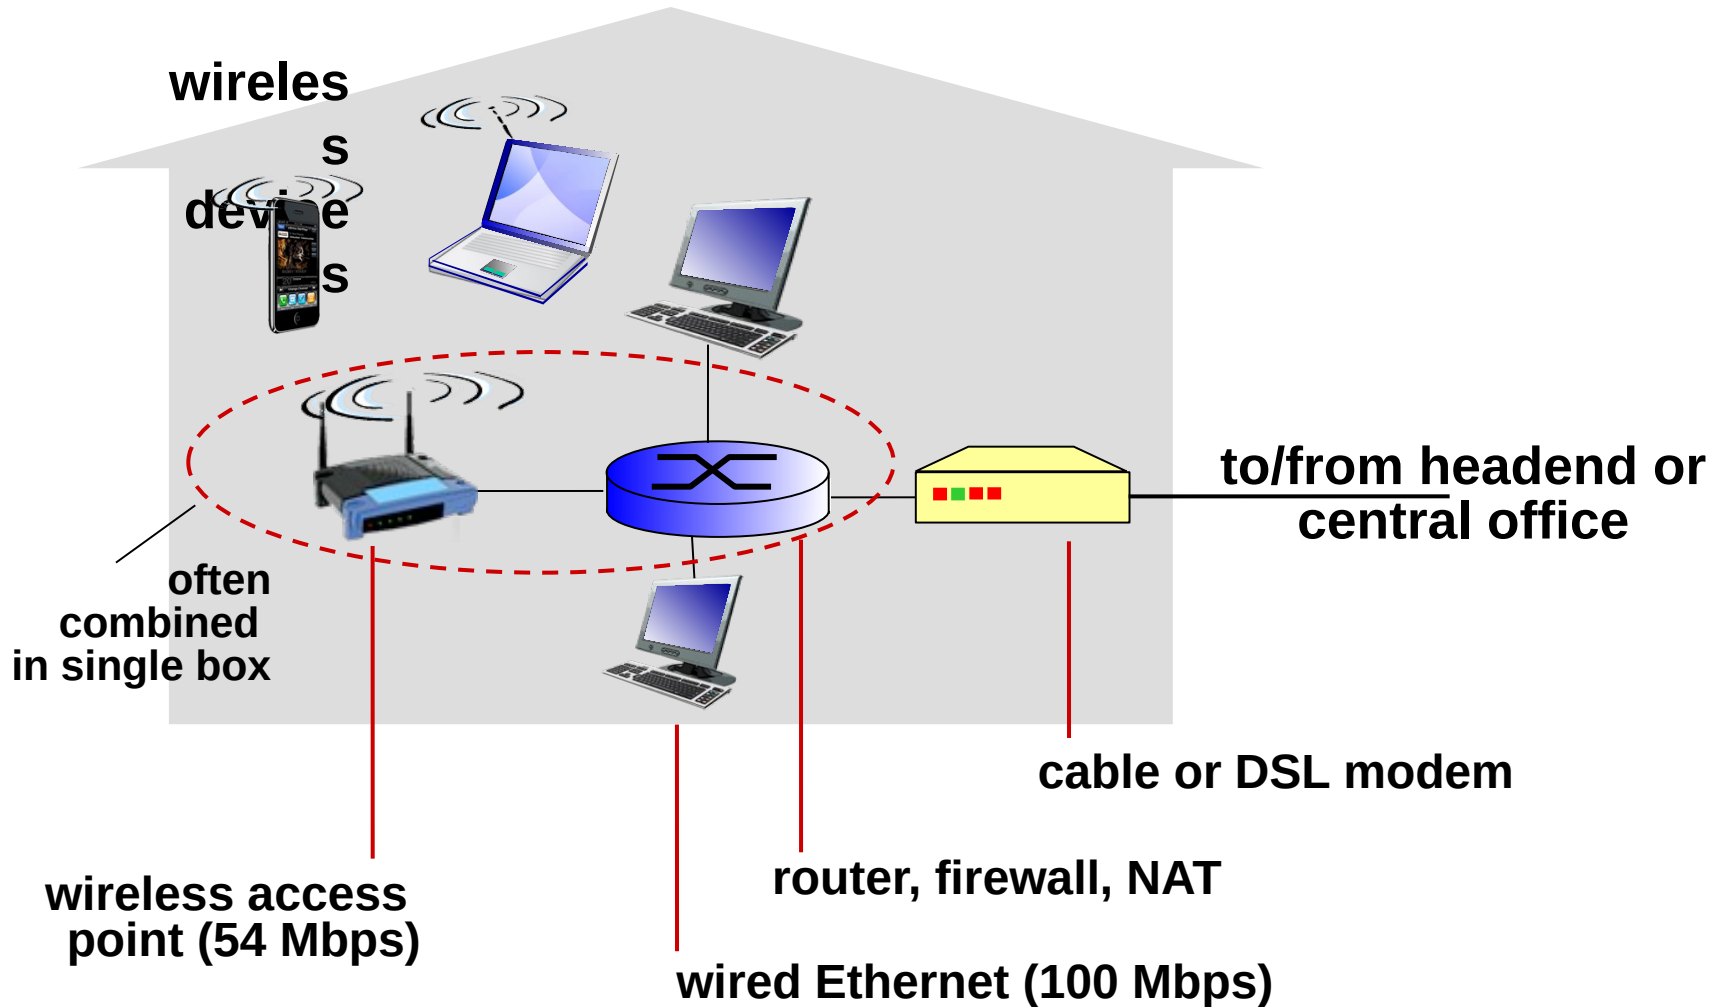 wireles
s
device
s
to/from headend or
central office
often
combined
in single box
cable or DSL modem
router, firewall, NAT
wireless access
point (54 Mbps)
wired Ethernet (100 Mbps)